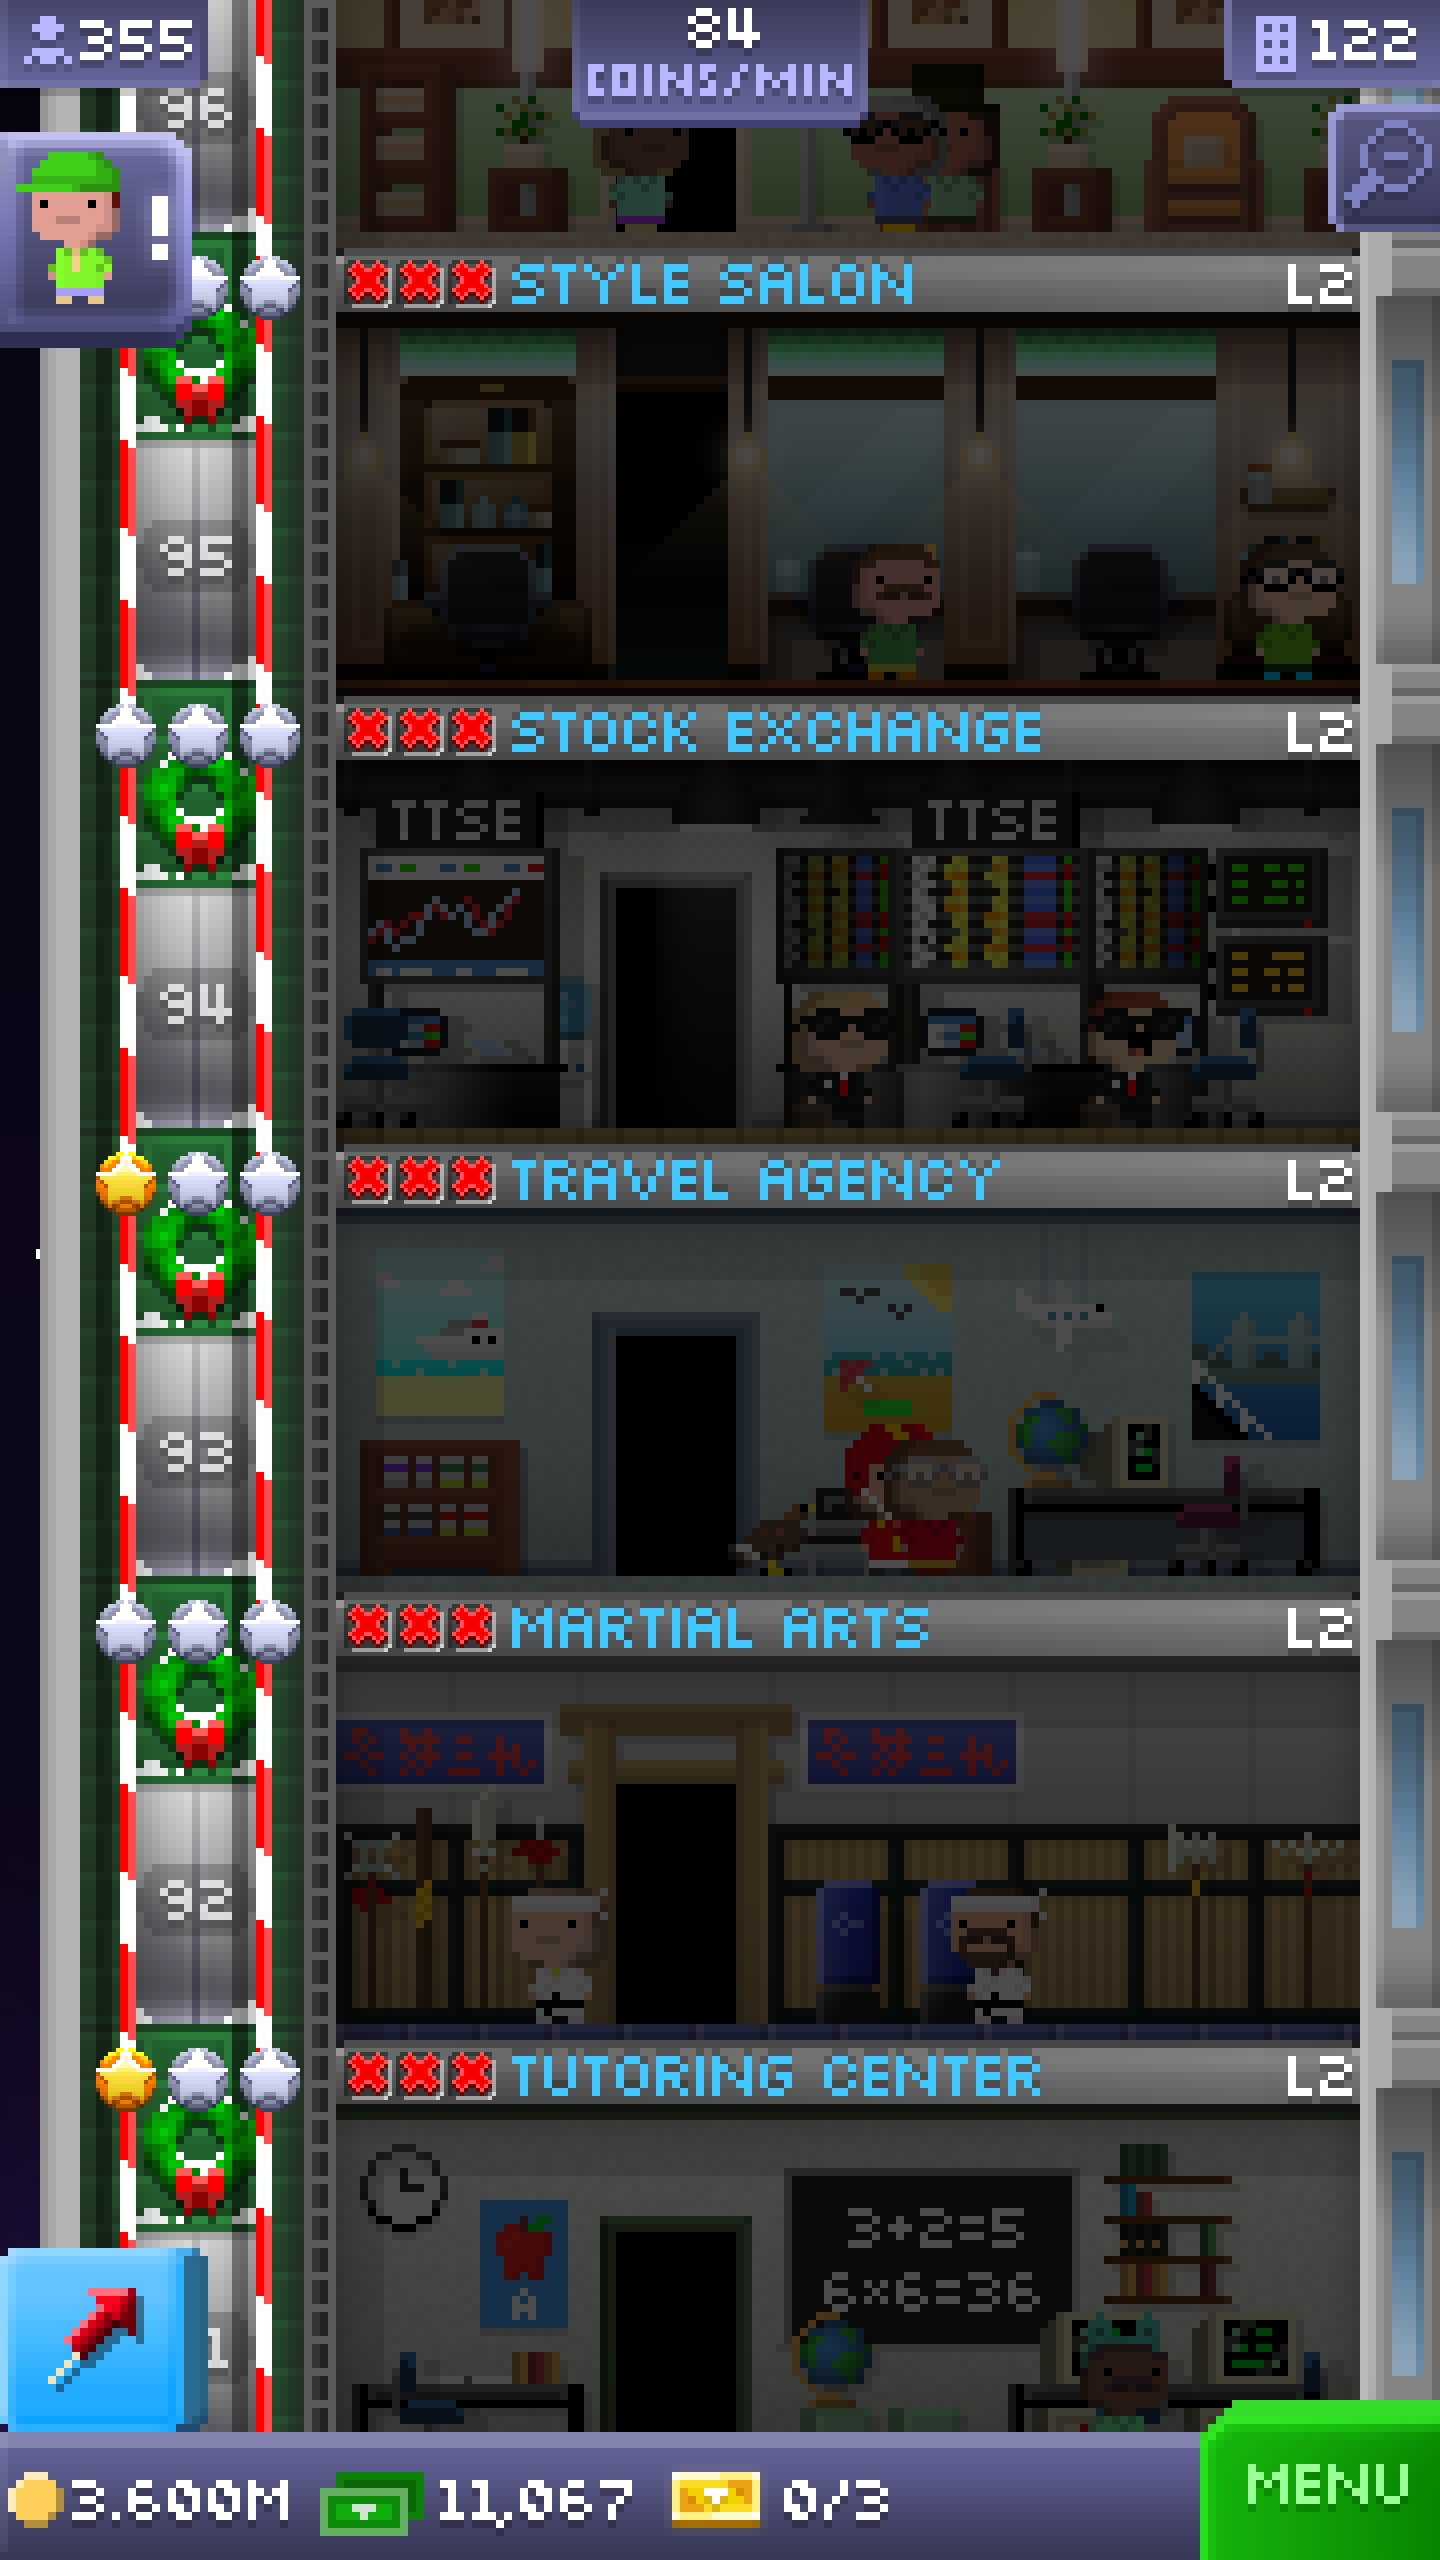 355
84
COINS/MIN
122
96
!
STYLE SALON L2
95
STOCK EXCHANGE L2
TTSE TTSE
94
TRAVEL AGENCY L2
93
MARTIAL ARTS L2
92
TUTORING CENTER L2
3+2=5
6×6=36
A
3.600M 11,067 0/3
MENU